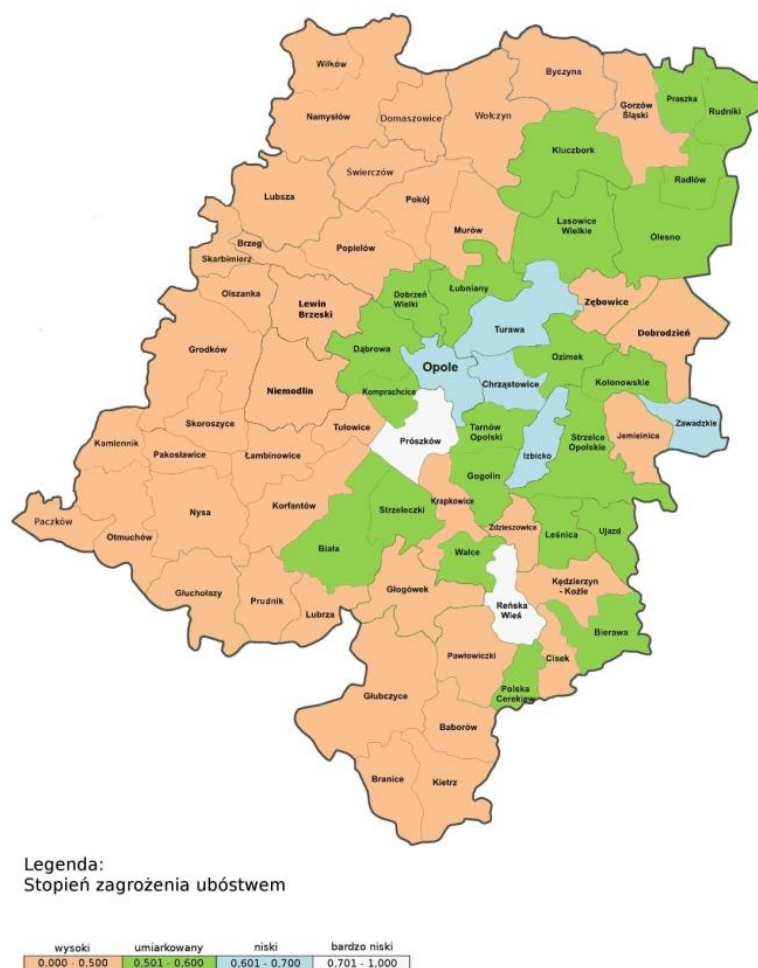 Wilków
Byczyna
Namysłów
Domaszowice
Wołczyn
Gorzów
Śląski
Praszka
Rudniki
Kluczbork
Świerczów
Radłów
Lubsza
Pokój
Murów
Lasowice
Wielkie
Olesno
Brzeg
Skarbimierz
Popielów
Olszanka
Lewin
Brzeski
Dobrzeń
Wielki
Łubniany
Zębowice
Turawa
Dobrodzień
Grodków
Dąbrowa
Opole
Ozimek
Niemodlin
Komprachcice
Chrząstowice
Kolonowskie
Skoroszyce
Tułowice
Prószków
Tarnów
Opolski
Izbicko
Strzelce
Opolskie
Jemielnica
Zawadzkie
Kamiennik
Pakosławice
Łambinowice
Gogolin
Paczków
Otmuchów
Nysa
Korfantów
Strzeleczki
Krapkowice
Zdzieszowice
Leśnica
Ujazd
Biała
Walce
Głuchołazy
Prudnik
Lubrza
Głogówek
Reńska
Wieś
Kędzierzyn
- Koźle
Bierawa
Pawłowiczki
Cisek
Głubczyce
Polska
Cerekiew
Baborów
Branice
Kietrz
Legenda:
Stopień zagrożenia ubóstwem
wysoki umiarkowany niski bardzo niski
0,000 - 0,500 0,501 - 0,600 0,601 - 0,700 0,701 - 1,000